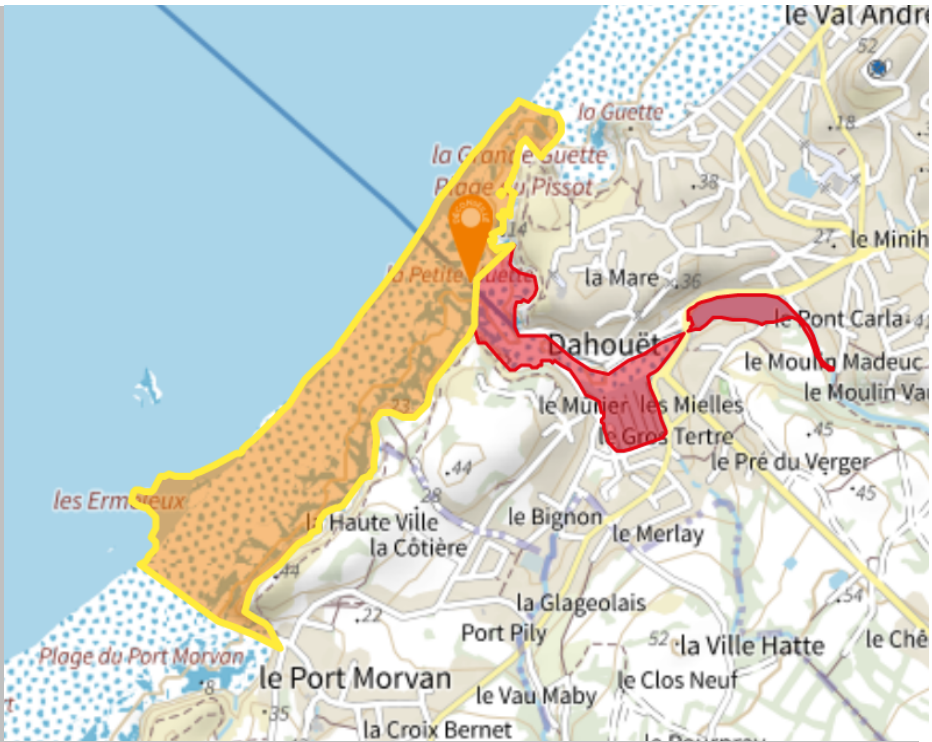 le Val André
52
la Guette
18
la Grande Guette
Plage du Pissot
38
DÉCONSEILLÉ
14
27
le Minih
la Petite Guette
la Mare
36
le Pont Carla
41
Dahouët
le Moulin Madeuc
le Moulin Vau
23
le Murier
les Mielles
le Gros Tertre
45
44
le Pré du Verger
45
les Ermoreux
28
la Haute Ville
le Bignon
la Côtière
le Merlay
44
54
la Glageolais
22
Port Pily
52
la Ville Hatte
le Chê
Plage du Port Morvan
le Port Morvan
8
le Clos Neuf
le Vau Maby
35
la Croix Bernet